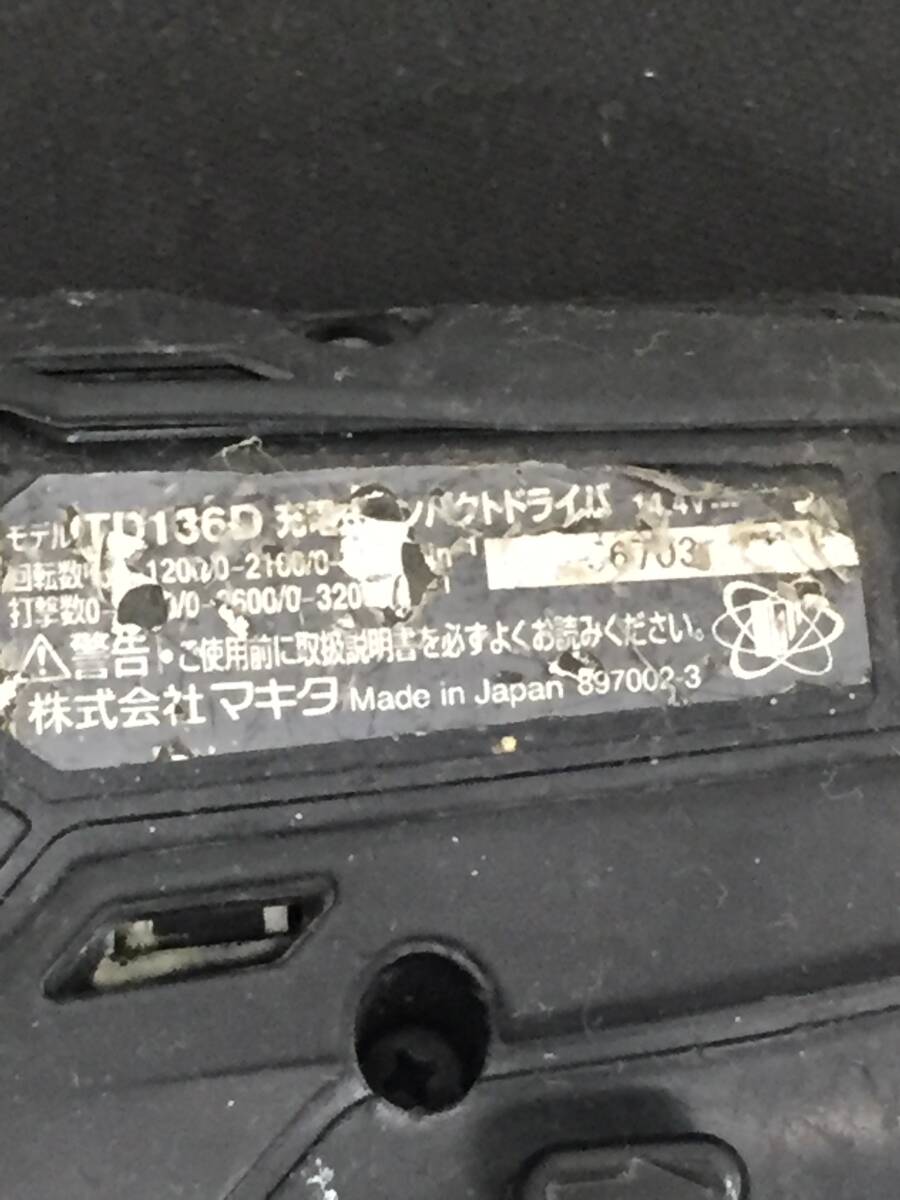 モデル TD136D 充電 ンパクトドライバ 14.4V
回転数 1200/0-2100/0-
6703
打撃数0- /0-2600/0-320
警告・ご使用前に取扱説明書を必ずよくお読みください。
株式会社マキタ Made in Japan 897002-3